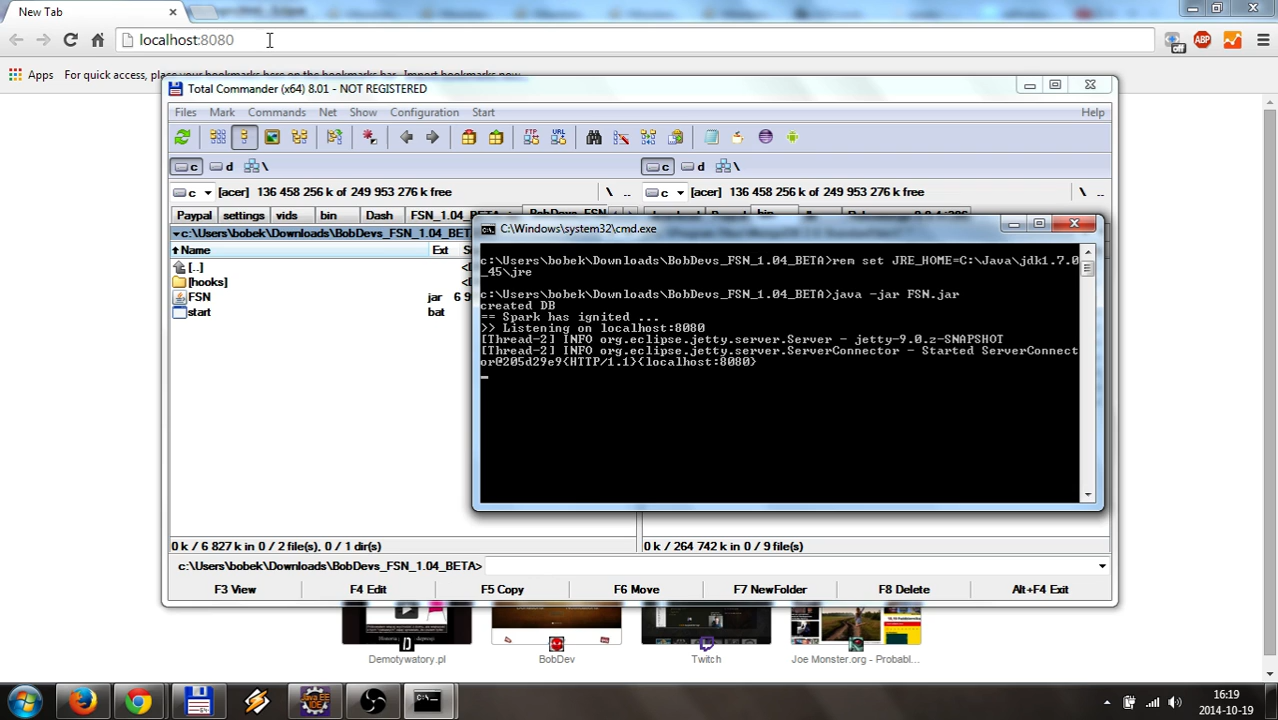 New Tab
localhost:8080
Apps
For quick access, place your bookmarks here on the bookmarks bar. Import bookmarks now...
Total Commander (x64) 8.01 - NOT REGISTERED
Files Mark Commands Net Show Configuration Start Help
FTP URL
c d \ c d \
c [acer] 136 458 256 k of 249 953 276 k free \ .. c [acer] 136 458 256 k of 249 953 276 k free \ ..
Paypal settings vids bin Dash FSN_1.04_BETA BobDevs_FSN
c:\Users\bobek\Downloads\BobDevs_FSN_1.04_BETA
Name Ext
[..]
[hooks]
FSN jar 6 9
start bat
C:\Windows\system32\cmd.exe
c:\Users\bobek\Downloads\BobDevs_FSN_1.04_BETA>rem set JRE_HOME=C:\Java\jdk1.7.0
_45\jre
c:\Users\bobek\Downloads\BobDevs_FSN_1.04_BETA>java -jar FSN.jar
created DB
== Spark has ignited ...
>> Listening on localhost:8080
[Thread-2] INFO org.eclipse.jetty.server.Server - jetty-9.0.z-SNAPSHOT
[Thread-2] INFO org.eclipse.jetty.server.ServerConnector - Started ServerConnect
or@205d29e9{HTTP/1.1}{localhost:8080}
0 k / 6 827 k in 0 / 2 file(s), 0 / 1 dir(s) 0 k / 264 742 k in 0 / 9 file(s)
c:\Users\bobek\Downloads\BobDevs_FSN_1.04_BETA>
F3 View F4 Edit F5 Copy F6 Move F7 NewFolder F8 Delete Alt+F4 Exit
Demotywatory.pl BobDev Twitch Joe Monster.org - Probabl...
16:19
2014-10-19